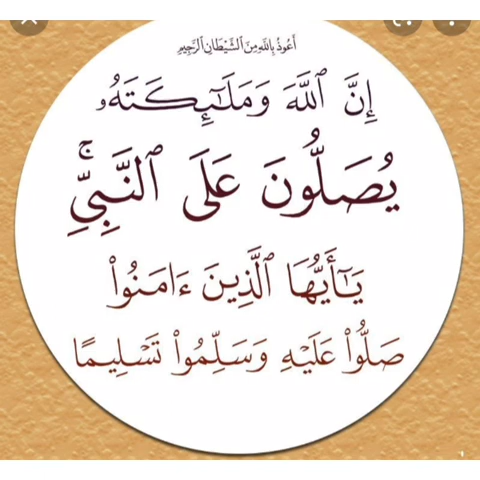 أَعُوذُ بِاللَّهِ مِنَ الشَّيْطَانِ الرَّجِيمِ
إِنَّ ٱللَّهَ وَمَلَـٰٓئِكَتَهُۥ
يُصَلُّونَ عَلَى ٱلنَّبِىِّۚ
يَـٰٓأَيُّهَا ٱلَّذِينَ ءَامَنُوا۟
صَلُّوا۟ عَلَيْهِ وَسَلِّمُوا۟ تَسْلِيمًا